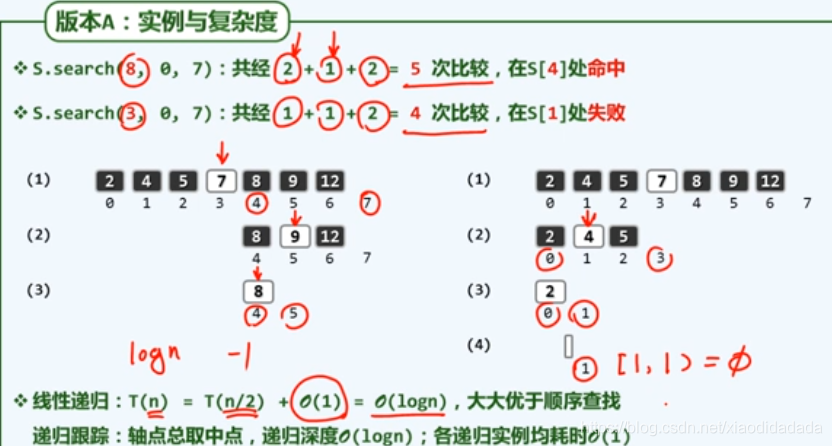 版本A：实例与复杂度
❖ S.search(8, 0, 7)：共经 2 + 1 + 2 = 5 次比较，在S[4]处命中
❖ S.search(3, 0, 7)：共经 1 + 1 + 2 = 4 次比较，在S[1]处失败
(1) 2 4 5 7 8 9 12
0 1 2 3 4 5 6 7
(2) 8 9 12
4 5 6 7
(3) 8
4 5
logn -1
(1) 2 4 5 7 8 9 12
0 1 2 3 4 5 6 7
(2) 2 4 5
0 1 2 3
(3) 2
0 1
(4)
1 [1,1) = ϕ
❖ 线性递归：T(n) = T(n/2) + O(1) = O(logn)，大大优于顺序查找
递归跟踪：轴点总取中点，递归深度O(logn)；各递归实例均耗时O(1)
https://blog.csdn.net/xiaodidadada